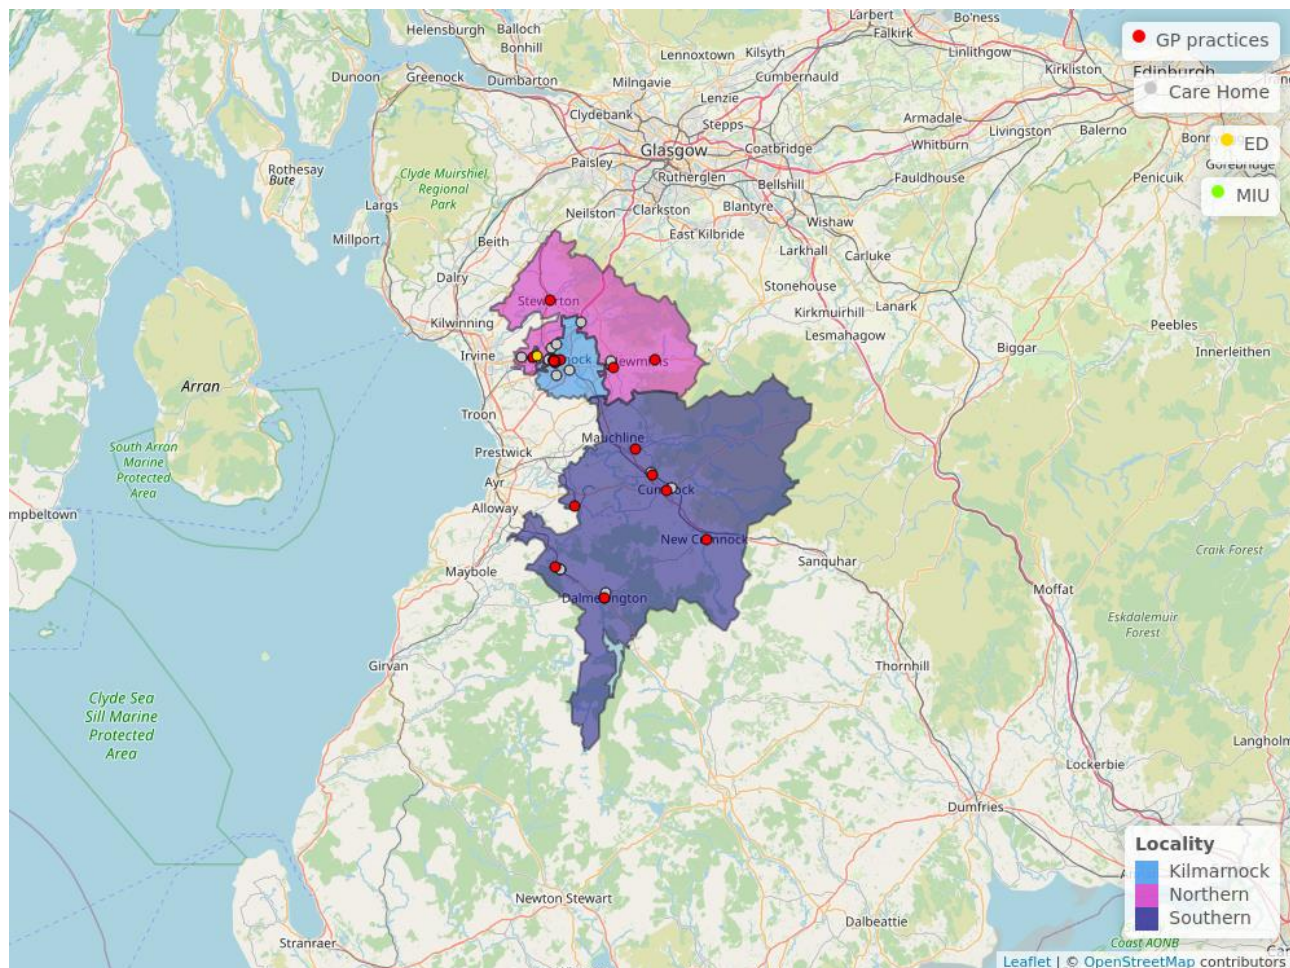 Helensburgh
Balloch
Bonhill
Larbert
Falkirk
Bo'ness
Linlithgow
GP practices
Lennoxtown
Kilsyth
Dunoon
Greenock
Dumbarton
Milngavie
Cumbernauld
Kirkliston
Edinburgh
Care Home
Lenzie
Clydebank
Stepps
Armadale
Livingston
Balerno
Glasgow
Coatbridge
Whitburn
ED
Paisley
Rothesay
Bute
Clyde Muirshiel
Regional
Park
Rutherglen
Bellshill
Fauldhouse
Penicuik
Gorebridge
MIU
Largs
Neilston
Clarkston
Blantyre
Wishaw
Millport
Beith
East Kilbride
Larkhall
Carluke
Dalry
Stonehouse
Stewarton
Kilwinning
Kirkmuirhill
Lanark
Lesmahagow
Peebles
Irvine
Biggar
Innerleithen
Arran
Troon
Mauchline
South Arran
Marine
Protected
Area
Prestwick
Ayr
Alloway
mpbeltown
New Cumnock
Craik Forest
Maybole
Sanquhar
Moffat
Dalmellington
Eskdalemuir
Forest
Girvan
Thornhill
Clyde Sea
Sill Marine
Protected
Area
Langholm
Lockerbie
Dumfries
Newton Stewart
Dalbeattie
Stranraer
Locality
Kilmarnock
Northern
Southern
Coast AONB
Leaflet | © OpenStreetMap contributors